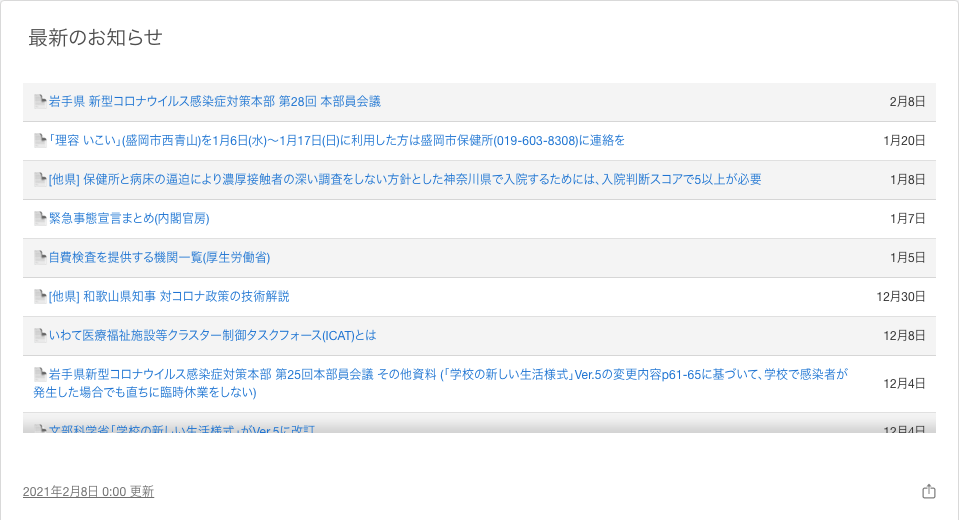 最新のお知らせ
岩手県 新型コロナウイルス感染症対策本部 第28回 本部員会議 2月8日
「理容 いこい」(盛岡市西青山)を1月6日(水)〜1月17日(日)に利用した方は盛岡市保健所(019-603-8308)に連絡を 1月20日
[他県] 保健所と病床の逼迫により濃厚接触者の深い調査をしない方針とした神奈川県で入院するためには、入院判断スコアで5以上が必要 1月8日
緊急事態宣言まとめ(内閣官房) 1月7日
自費検査を提供する機関一覧(厚生労働省) 1月5日
[他県] 和歌山県知事 対コロナ政策の技術解説 12月30日
いわて医療福祉施設等クラスター制御タスクフォース(ICAT)とは 12月8日
岩手県新型コロナウイルス感染症対策本部 第25回本部員会議 その他資料 (「学校の新しい生活様式」Ver.5の変更内容p61-65に基づいて、学校で感染者が 12月4日
発生した場合でも直ちに臨時休業をしない)
文部科学省「学校の新しい生活様式」がVer.5に改訂 12月4日
2021年2月8日 0:00 更新